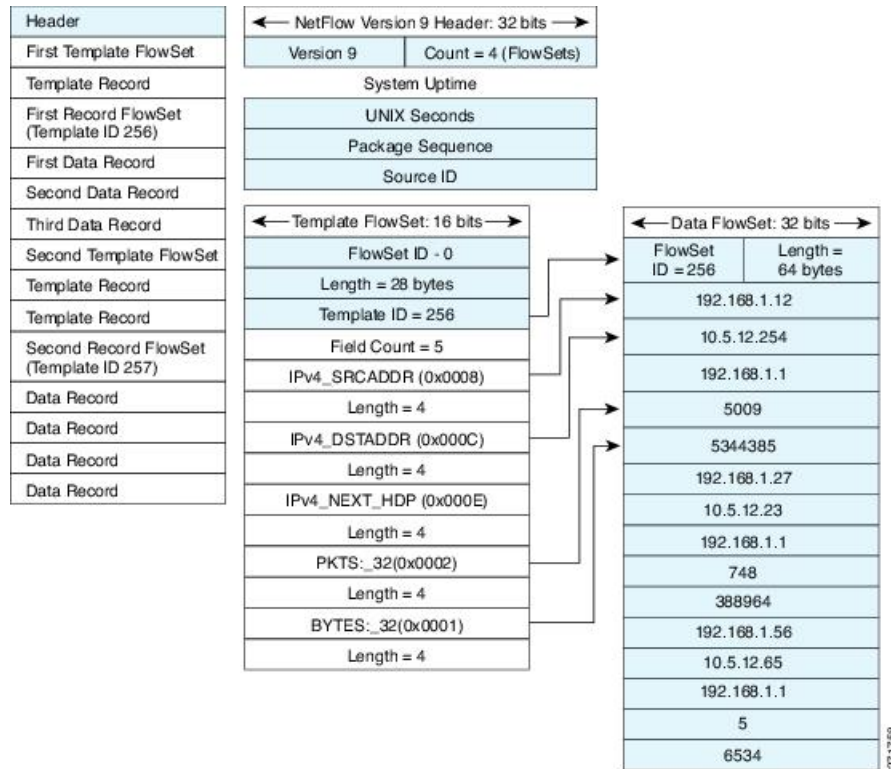 Header
First Template FlowSet
Template Record
First Record FlowSet
(Template ID 256)
First Data Record
Second Data Record
Third Data Record
Second Template FlowSet
Template Record
Template Record
Second Record FlowSet
(Template ID 257)
Data Record
Data Record
Data Record
Data Record
NetFlow Version 9 Header: 32 bits
Version 9
Count = 4 (FlowSets)
System Uptime
UNIX Seconds
Package Sequence
Source ID
Template FlowSet: 16 bits
FlowSet ID - 0
Length = 28 bytes
Template ID = 256
Field Count = 5
IPv4_SRCADDR (0x0008)
Length = 4
IPv4_DSTADDR (0x000C)
Length = 4
IPv4_NEXT_HDP (0x000E)
Length = 4
PKTS:_32(0x0002)
Length = 4
BYTES:_32(0x0001)
Length = 4
Data FlowSet: 32 bits
FlowSet
ID = 256
Length =
64 bytes
192.168.1.12
10.5.12.254
192.168.1.1
5009
5344385
192.168.1.27
10.5.12.23
192.168.1.1
748
388964
192.168.1.56
10.5.12.65
192.168.1.1
5
6534